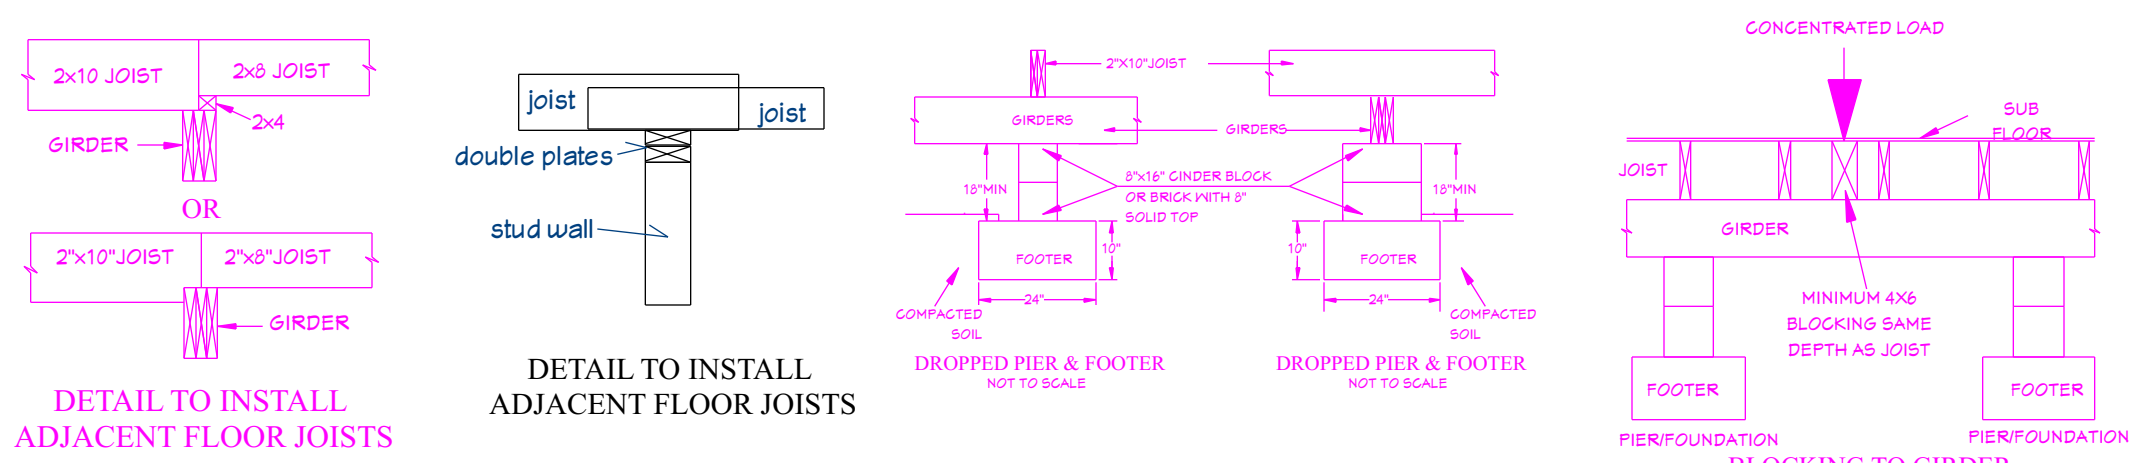 2x10 JOIST
2x8 JOIST
2x4
GIRDER
OR
2"x10"JOIST
2"x8"JOIST
GIRDER
DETAIL TO INSTALL
ADJACENT FLOOR JOISTS
joist
joist
double plates
stud wall
DETAIL TO INSTALL
ADJACENT FLOOR JOISTS
2"X10"JOIST
GIRDERS
GIRDERS
18"MIN
8"x16" CINDER BLOCK
OR BRICK WITH 8"
SOLID TOP
18"MIN
10"
10"
FOOTER
FOOTER
24"
24"
COMPACTED
SOIL
COMPACTED
SOIL
DROPPED PIER & FOOTER
NOT TO SCALE
DROPPED PIER & FOOTER
NOT TO SCALE
CONCENTRATED LOAD
SUB
FLOOR
JOIST
GIRDER
MINIMUM 4X6
BLOCKING SAME
DEPTH AS JOIST
FOOTER
FOOTER
PIER/FOUNDATION
PIER/FOUNDATION
BLOCKING TO GIRDER